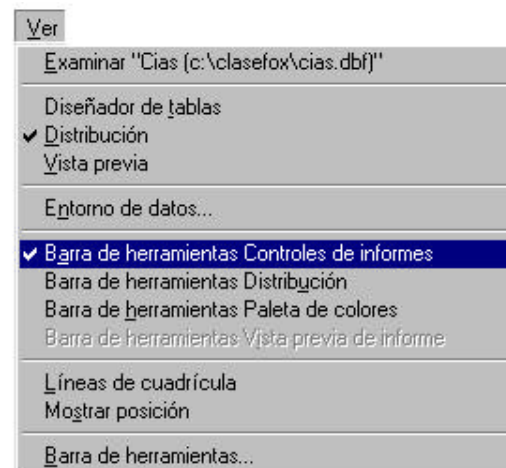 Ver
Examinar "Cias (c:\clasefox\cias.dbf)"
Diseñador de tablas
Distribución
Vista previa
Entorno de datos...
Barra de herramientas Controles de informes
Barra de herramientas Distribución
Barra de herramientas Paleta de colores
Barra de herramientas Vista previa de informe
Líneas de cuadrícula
Mostrar posición
Barra de herramientas...